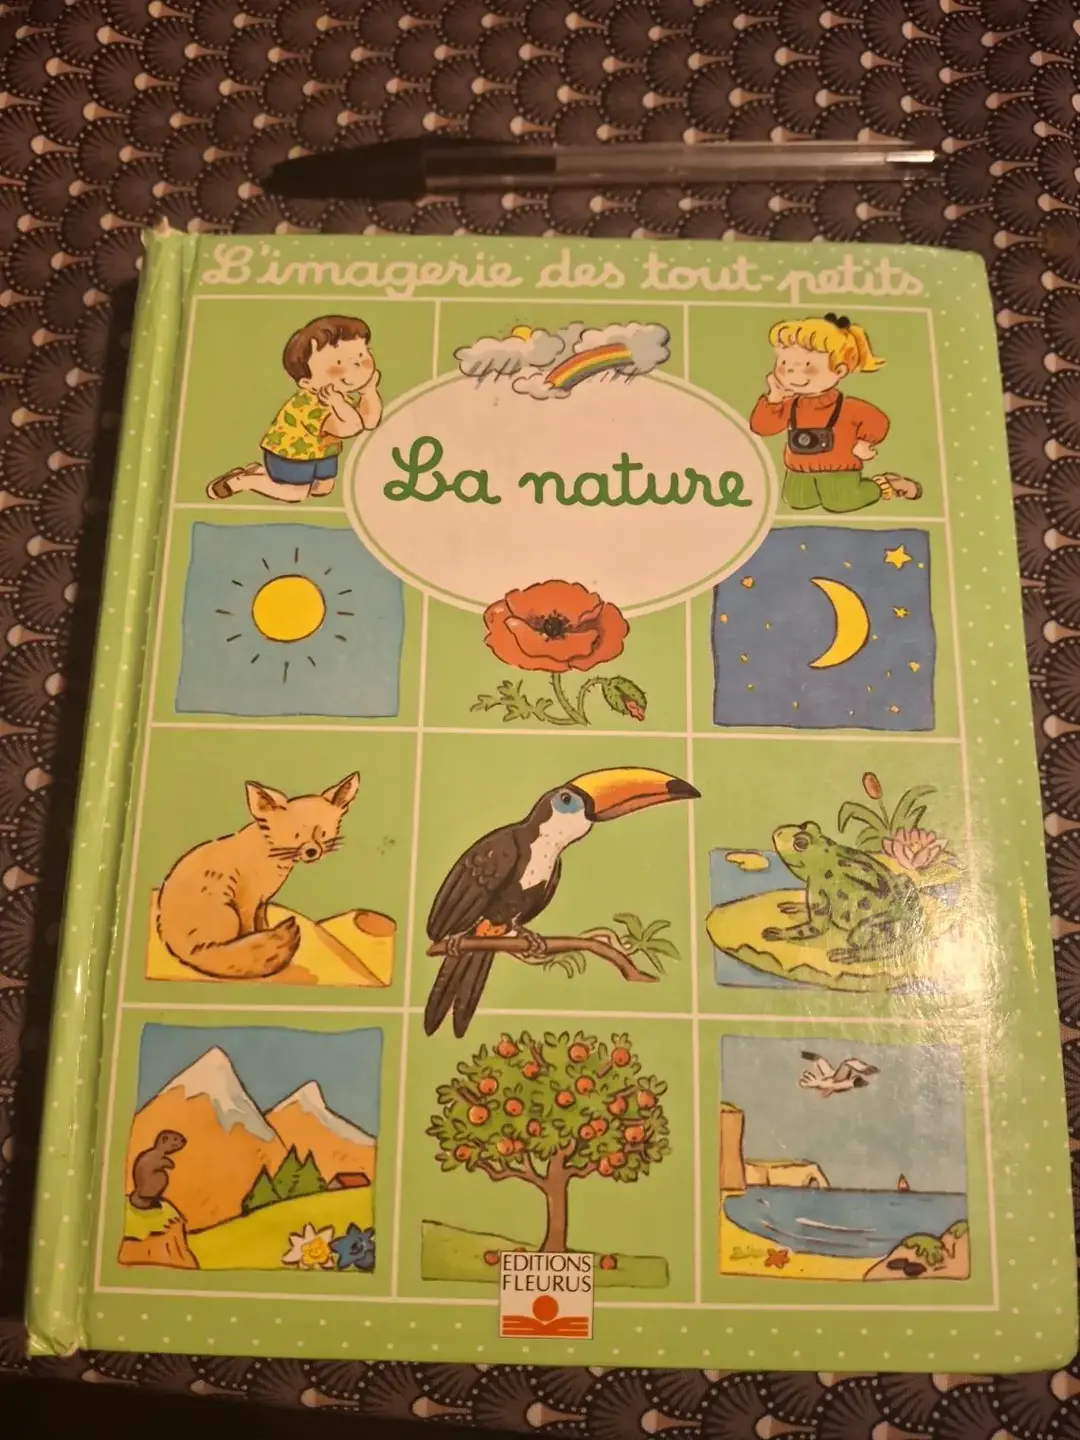 L'imagerie des tout-petits
La nature
EDITIONS
FLEURUS